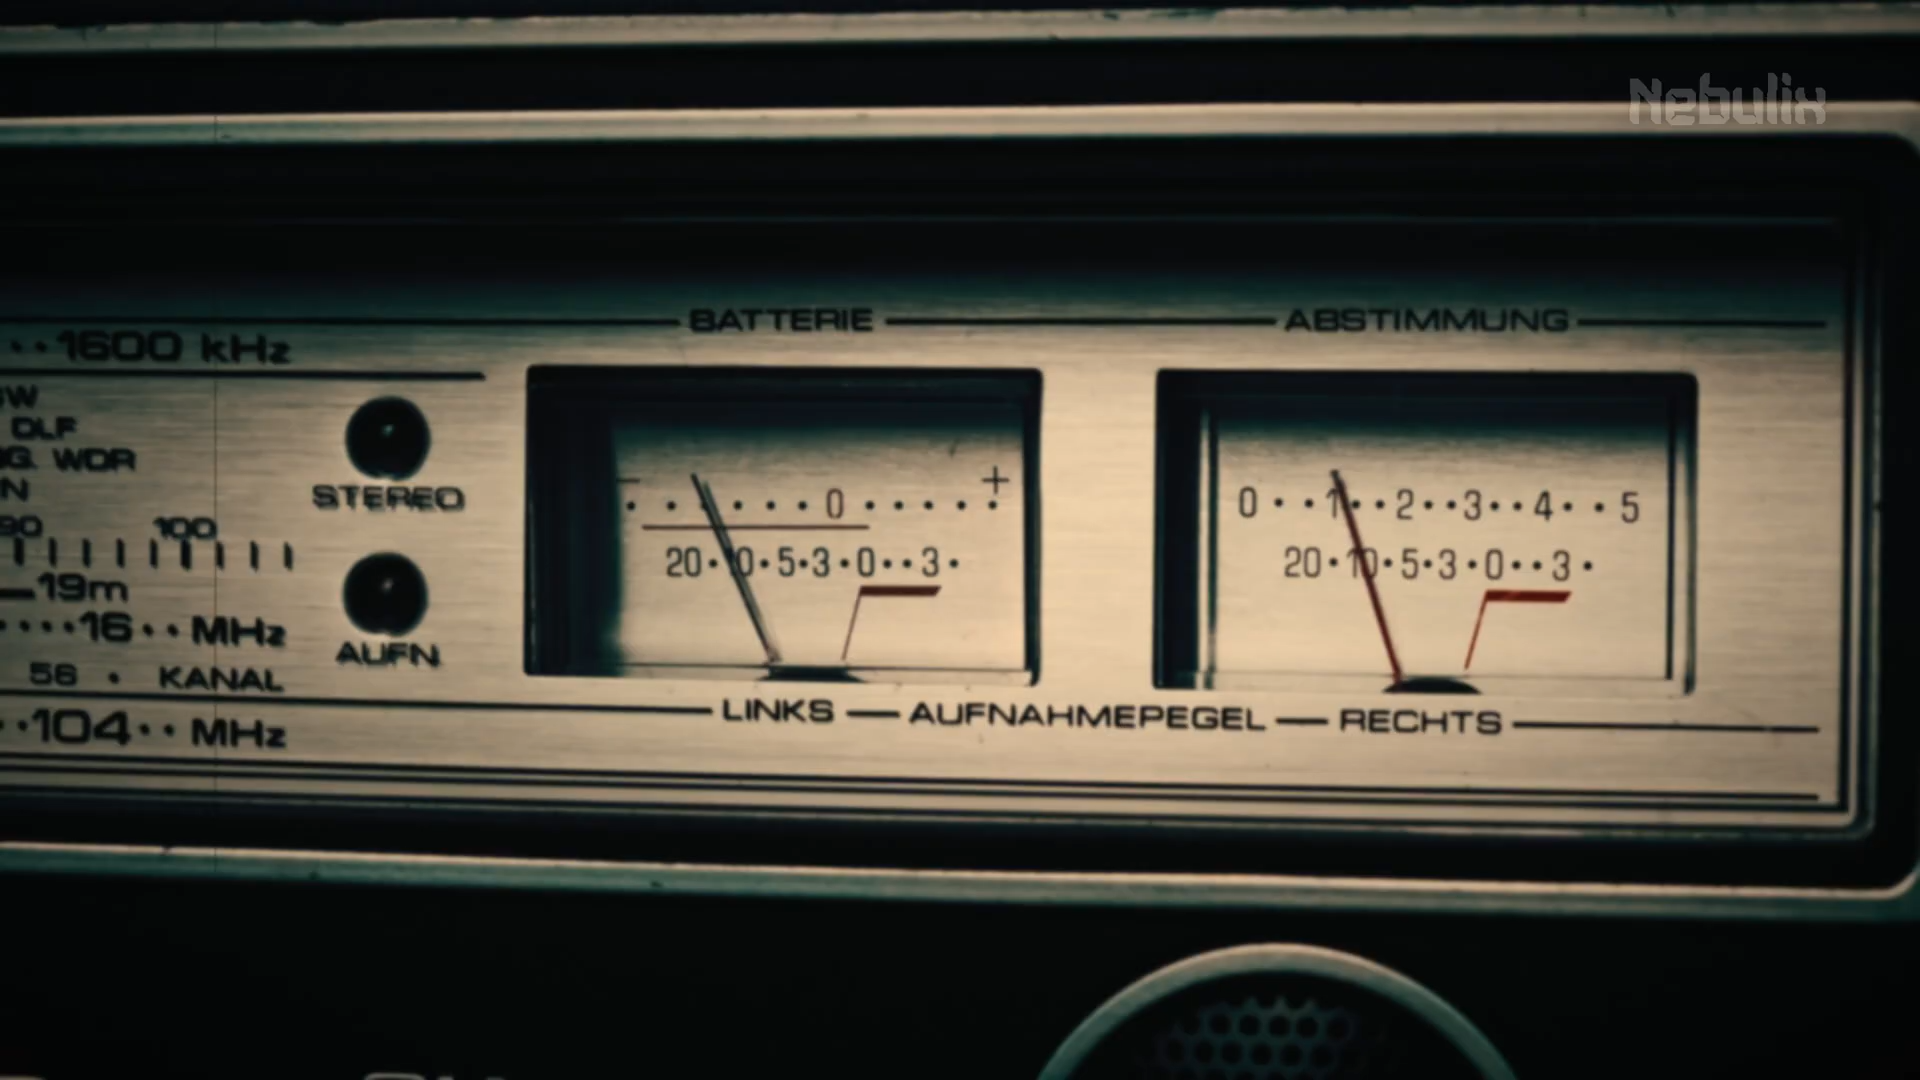 Nebulix
BATTERIE
ABSTIMMUNG
··1600 kHz
DLF
WDR
STEREO
100
- +
0
20·10·5·3·0··3·
0··1··2··3··4··5
20·10·5·3·0··3·
19m
····16··MHz
AUFN
56 · KANAL
··104··MHz
LINKS — AUFNAHMEPEGEL — RECHTS